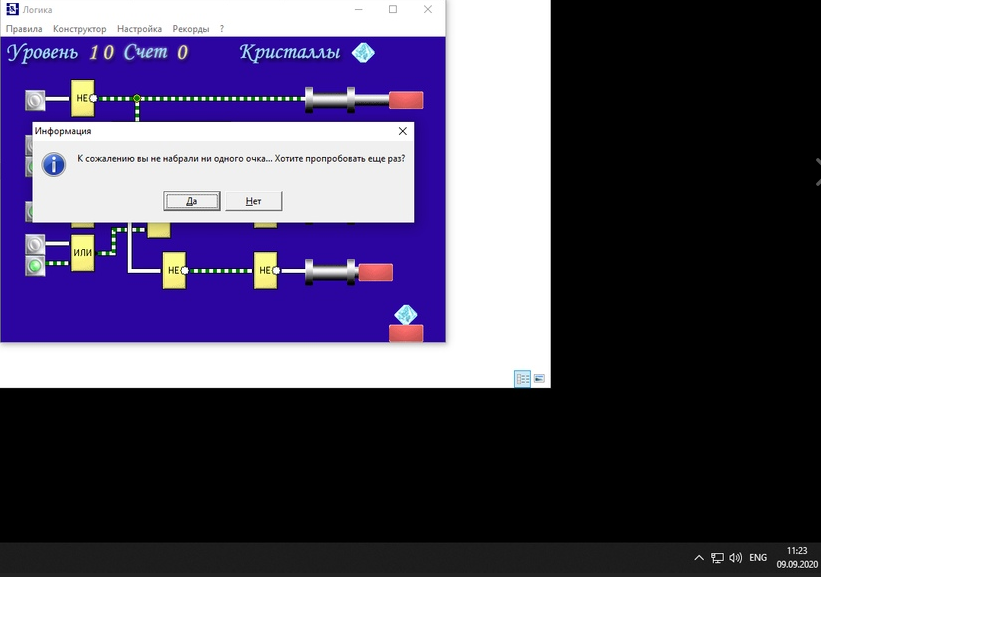 Логика
Правила Конструктор Настройка Рекорды ?
Уровень 10 Счет 0 Кристаллы
НЕ
Информация
К сожалению вы не набрали ни одного очка... Хотите пропробовать еще раз?
Да Нет
ИЛИ
НЕ НЕ
ENG
11:23
09.09.2020